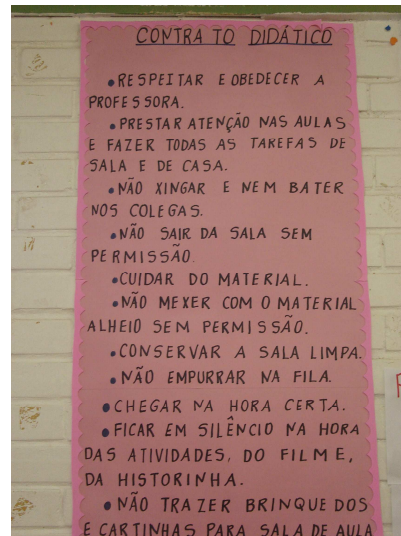 CONTRATO DIDÁTICO
• RESPEITAR E OBEDECER A
PROFESSORA.
• PRESTAR ATENÇÃO NAS AULAS
E FAZER TODAS AS TAREFAS DE
SALA E DE CASA.
• NÃO XINGAR E NEM BATER
NOS COLEGAS.
• NÃO SAIR DA SALA SEM
PERMISSÃO.
• CUIDAR DO MATERIAL.
• NÃO MEXER COM O MATERIAL
ALHEIO SEM PERMISSÃO.
• CONSERVAR A SALA LIMPA.
• NÃO EMPURRAR NA FILA.
• CHEGAR NA HORA CERTA.
• FICAR EM SILÊNCIO NA HORA
DAS ATIVIDADES, DO FILME,
DA HISTORINHA.
• NÃO TRAZER BRINQUEDOS
E CARTINHAS PARA SALA DE AULA